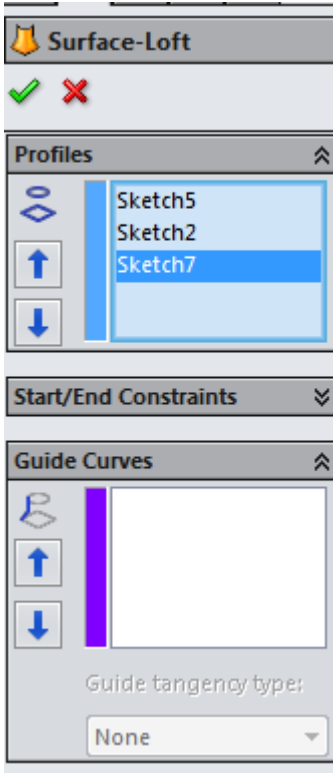 Surface-Loft
Profiles
Sketch5
Sketch2
Sketch7
Start/End Constraints
Guide Curves
Guide tangency type:
None